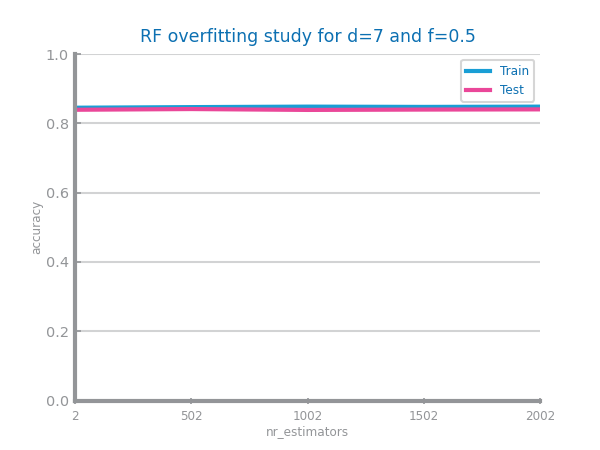 RF overfitting study for d=7 and f=0.5
1.0
Train
Test
0.8
0.6
accuracy
0.4
0.2
0.0
2
502
1002
1502
2002
nr_estimators